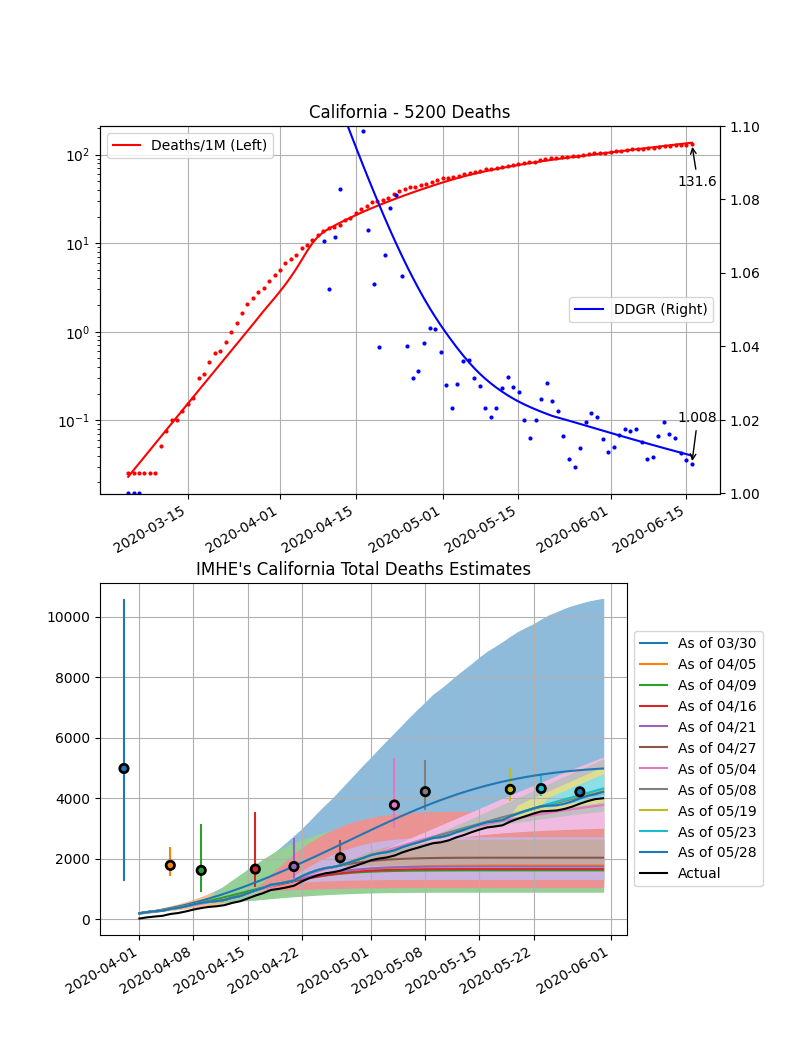 California - 5200 Deaths
Deaths/1M (Left)
DDGR (Right)
131.6
1.008
10²
10¹
10⁰
10⁻¹
1.10
1.08
1.06
1.04
1.02
1.00
2020-03-15
2020-04-01
2020-04-15
2020-05-01
2020-05-15
2020-06-01
2020-06-15
IMHE's California Total Deaths Estimates
10000
8000
6000
4000
2000
0
2020-04-01
2020-04-08
2020-04-15
2020-04-22
2020-05-01
2020-05-08
2020-05-15
2020-05-22
2020-06-01
As of 03/30
As of 04/05
As of 04/09
As of 04/16
As of 04/21
As of 04/27
As of 05/04
As of 05/08
As of 05/19
As of 05/23
As of 05/28
Actual